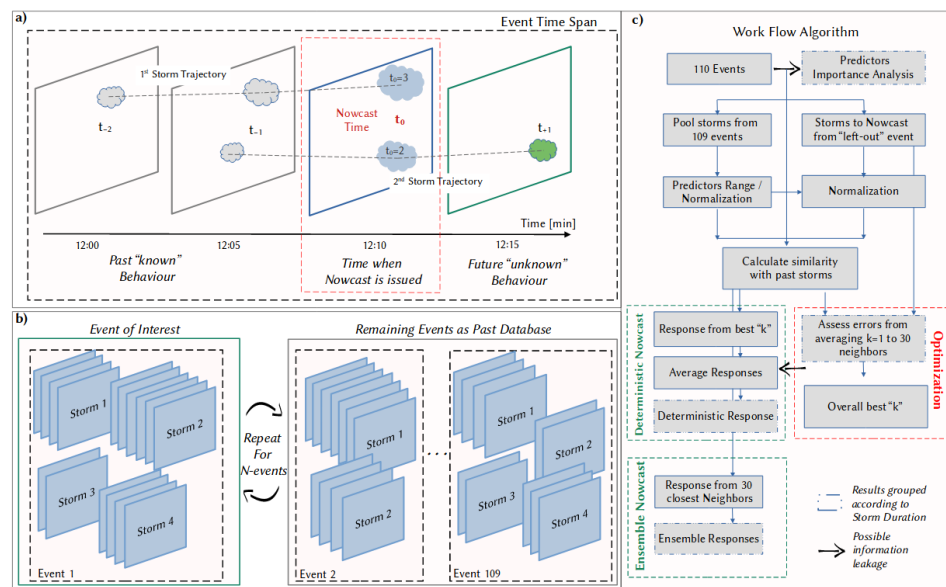 a)
Event Time Span
1st Storm Trajectory
t0=3
t-2
Nowcast
Time
t0
t-1
t+1
t0=2
2nd Storm Trajectory
Time [min]
12:00
12:05
12:10
12:15
Past "known"
Behaviour
Time when
Nowcast is issued
Future "unknown"
Behaviour
b)
Event of Interest
Remaining Events as Past Database
Storm 1
Storm 2
Storm 3
Storm 4
Event 1
Repeat
For
N-events
Storm 1
Storm 2
Event 2
...
Storm 1
Storm 2
Storm 3
Storm 4
Event 109
c)
Work Flow Algorithm
110 Events
Predictors
Importance Analysis
Pool storms from
109 events
Storms to Nowcast
from "left-out" event
Predictors Range /
Normalization
Normalization
Calculate similarity
with past storms
Deterministic Nowcast
Response from best "k"
Average Responses
Deterministic Response
Assess errors from
averaging k=1 to 30
neighbors
Overall best "k"
Optimization
Ensemble Nowcast
Response from 30
closest Neighbors
Ensemble Responses
Results grouped
according to
Storm Duration
Possible
information
leakage